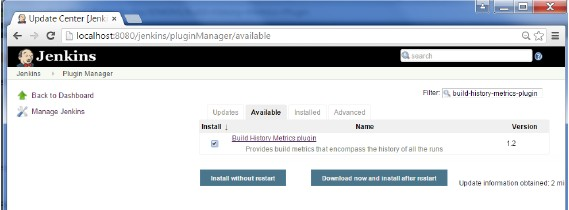 Update Center [Jenki
localhost:8080/jenkins/pluginManager/available
Jenkins
search
Jenkins Plugin Manager
Back to Dashboard
Manage Jenkins
Filter: build-history-metrics-plugin
Updates Available Installed Advanced
Install ↓ Name Version
Build History Metrics plugin 1.2
Provides build metrics that encompass the history of all the runs
Install without restart Download now and install after restart Update information obtained: 2 mi